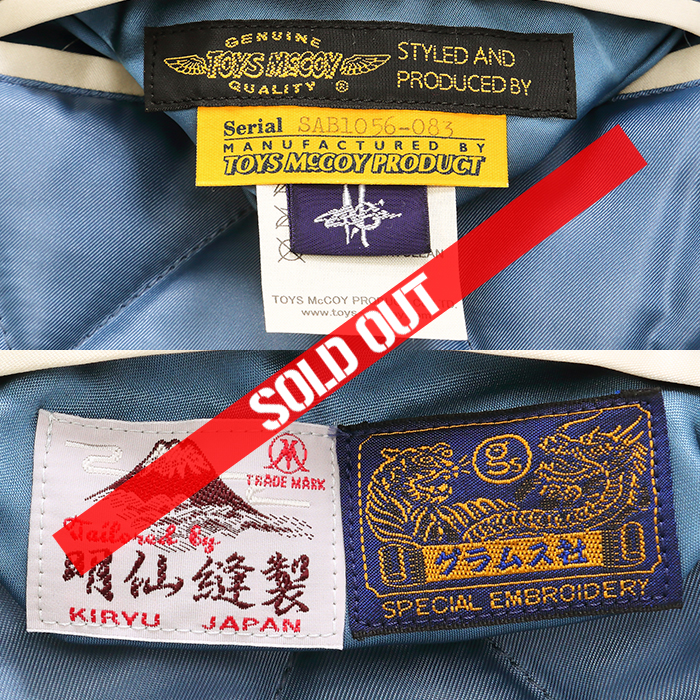 GENUINE
TOYS McCOY
QUALITY ®
STYLED AND
PRODUCED BY
Serial SAB1056-083
MANUFACTURED BY
TOYS McCOY PRODUCT
TOYS McCOY
www.toys
SOLD OUT
TRADE MARK
Tailored by
明仙縫製
KIRYU JAPAN
g.
グラムス社
SPECIAL EMBROIDERY